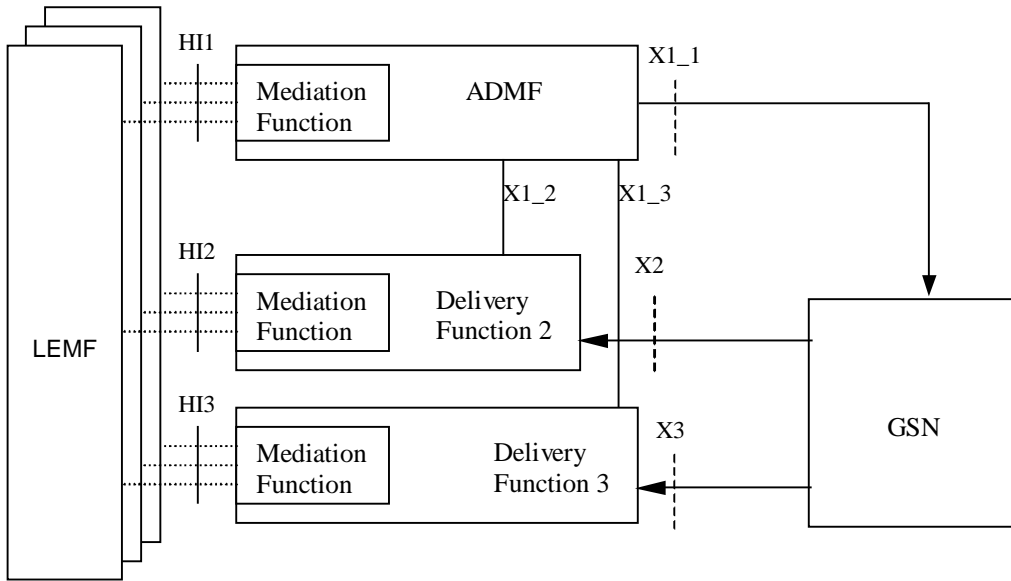 HI1
Mediation
Function
ADMF
X1_1
X1_2
X1_3
HI2
Mediation
Function
Delivery
Function 2
X2
LEMF
HI3
Mediation
Function
Delivery
Function 3
X3
GSN